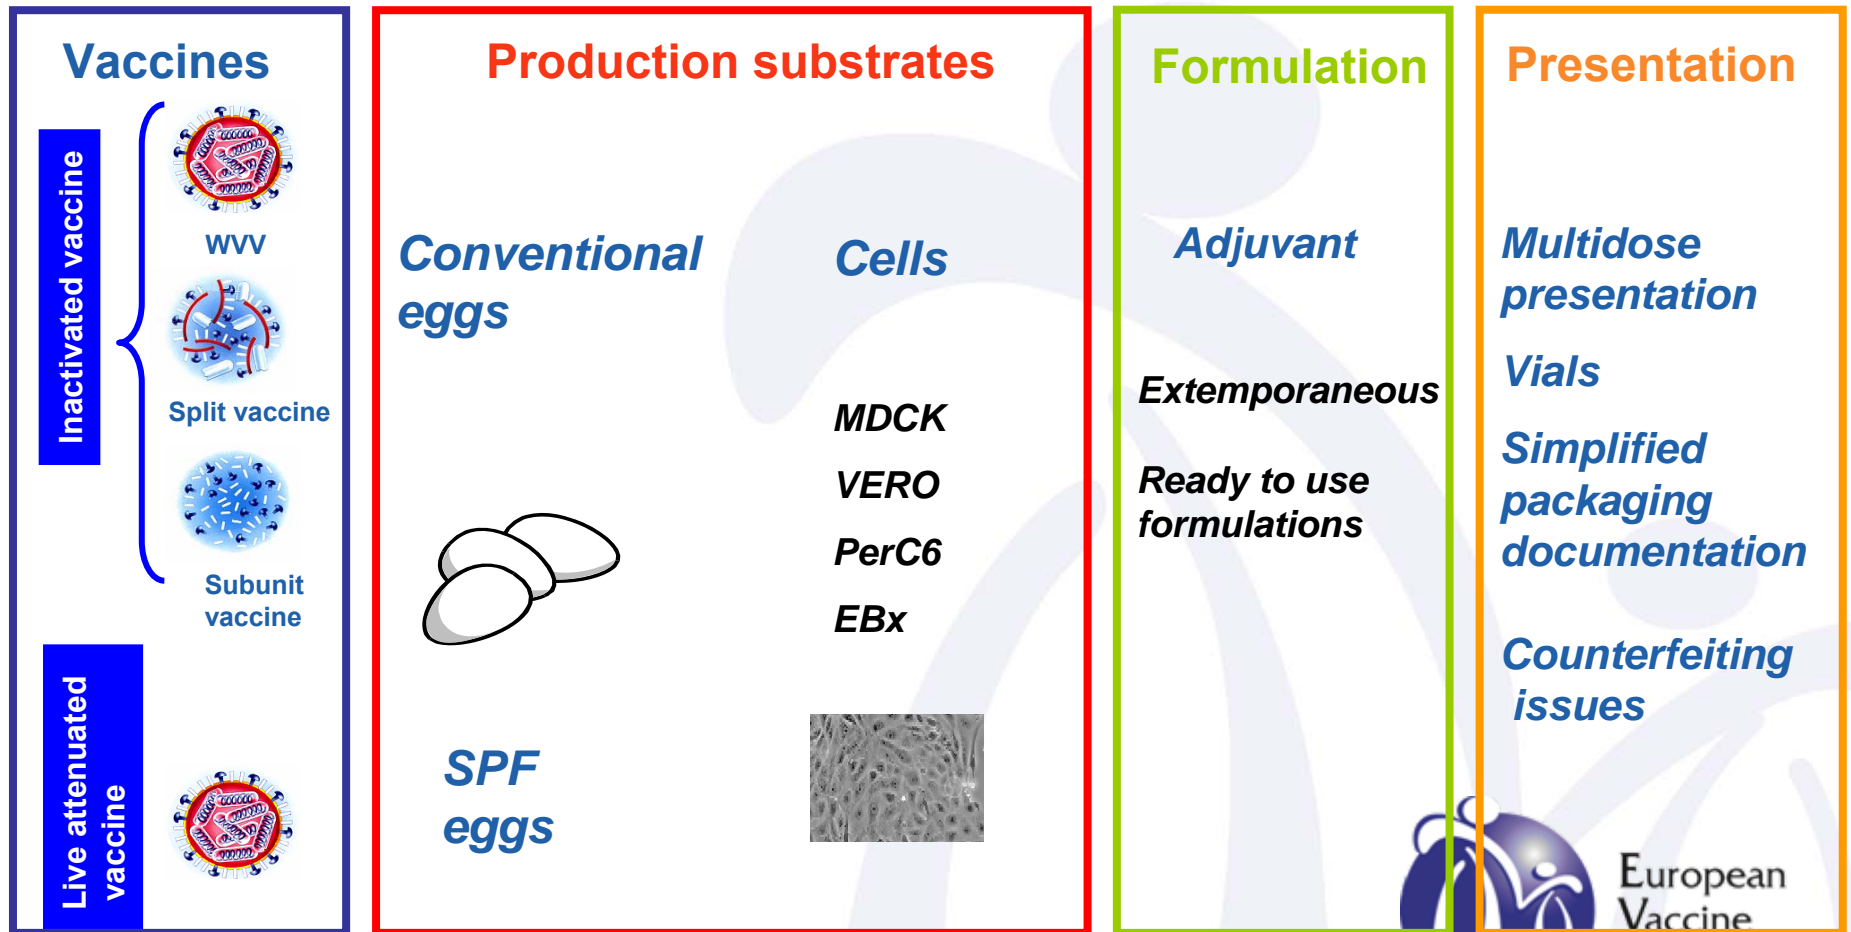 Vaccines
Inactivated vaccine
WVV
Split vaccine
Subunit
vaccine
Live attenuated
vaccine
Production substrates
Conventional
eggs
SPF
eggs
Cells
MDCK
VERO
PerC6
EBx
Formulation
Adjuvant
Extemporaneous
Ready to use
formulations
Presentation
Multidose
presentation
Vials
Simplified
packaging
documentation
Counterfeiting
issues
European
Vaccine